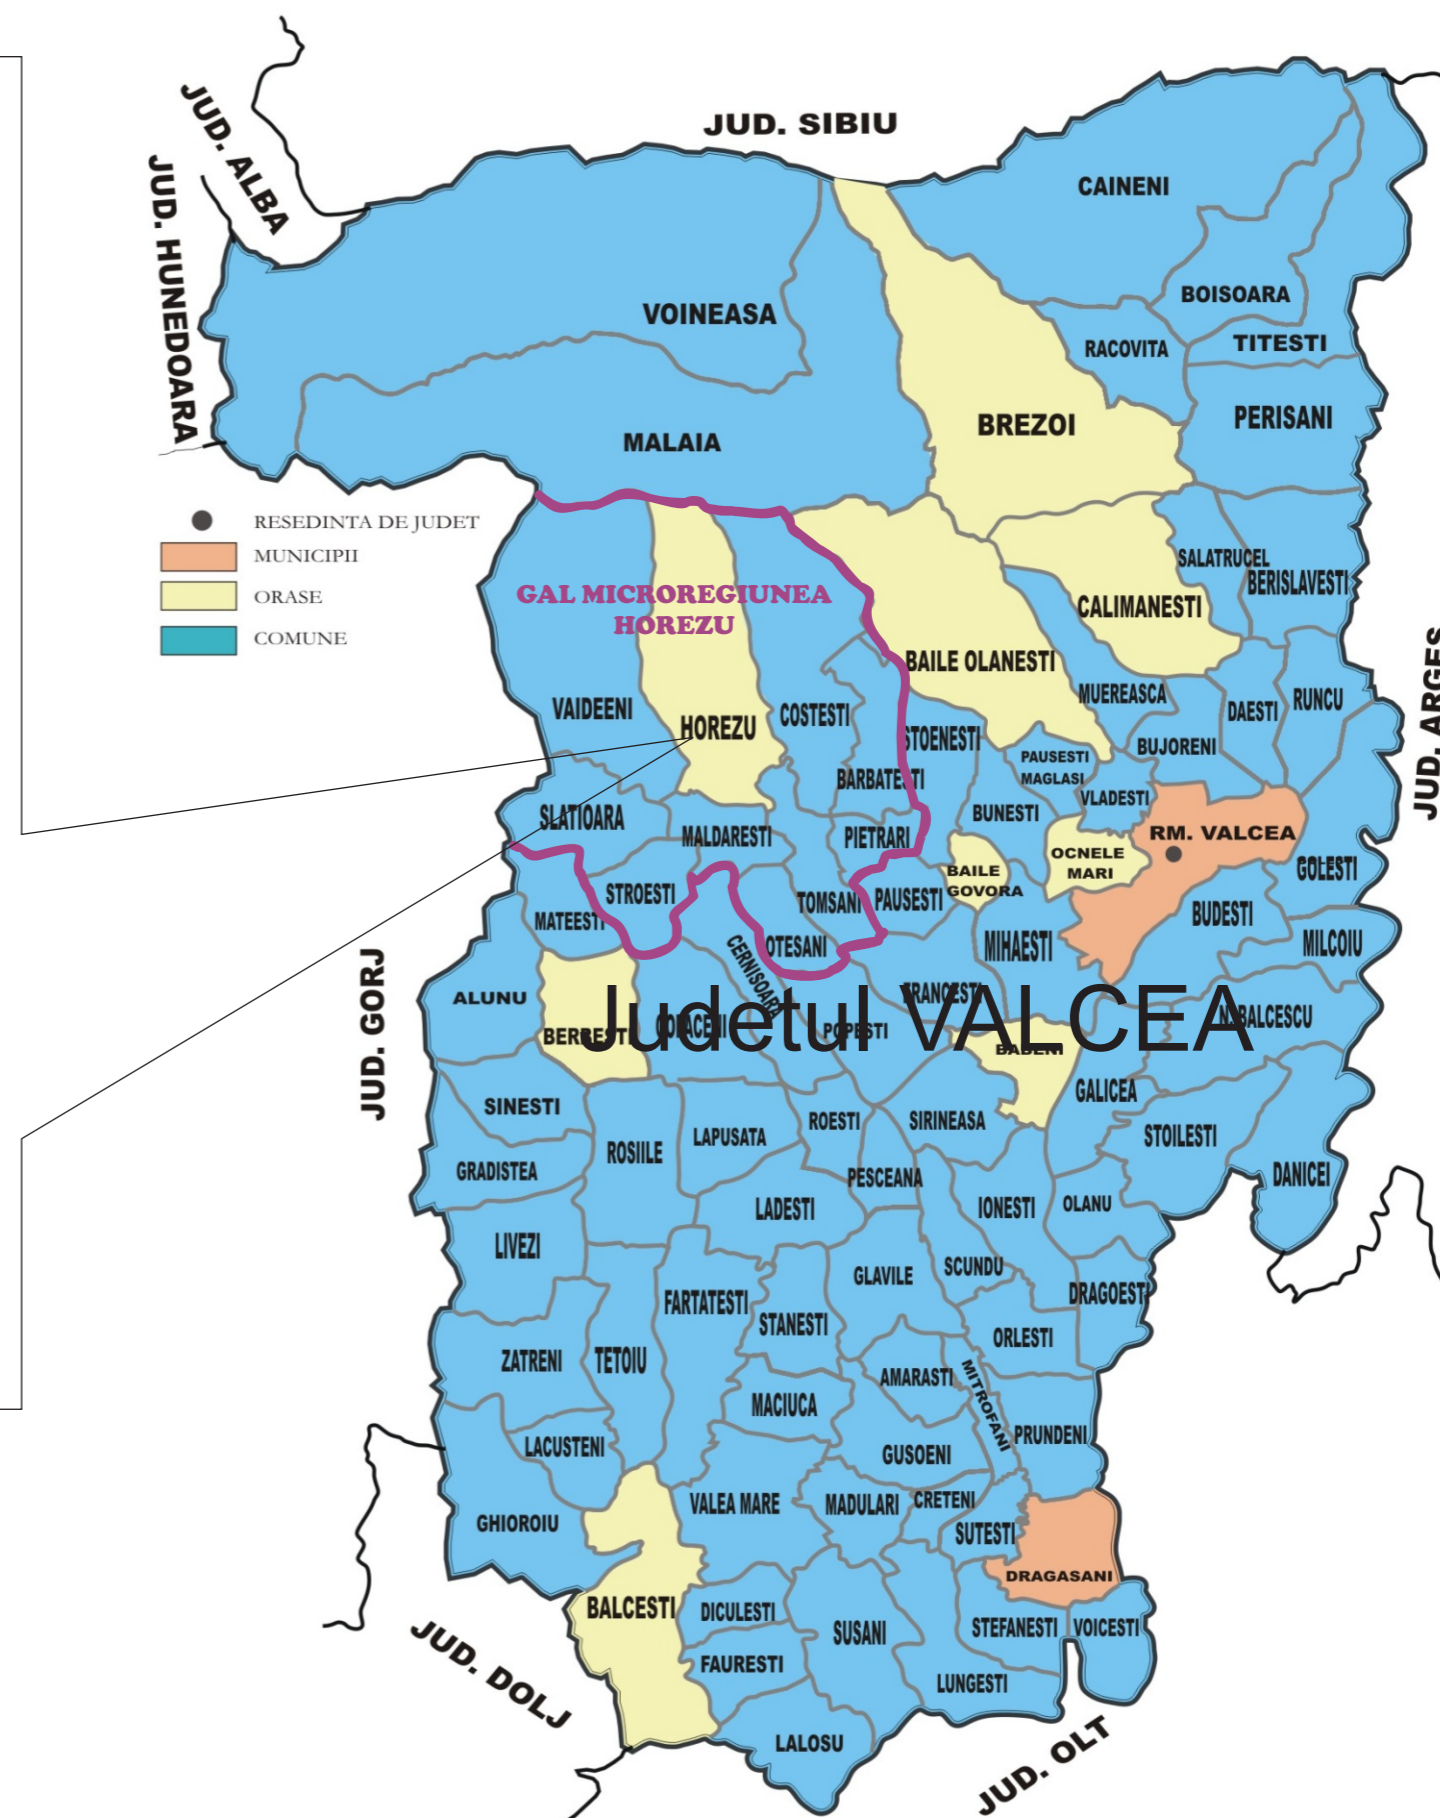 JUD. SIBIU
JUD. ALBA
JUD. HUNEDOARA
CAINENI
BOISOARA
VOINEASA
TITESTI
RACOVITA
PERISANI
BREZOI
MALAIA
RESEDINTA DE JUDET
MUNICIPII
ORASE
COMUNE
SALATRUCEL
BERISLAVESTI
GAL MICROREGIUNEA
HOREZU
CALIMANESTI
BAILE OLANESTI
JUD. ARGES
MUEREASCA
RUNCU
DAESTI
VAIDEENI
HOREZU
COSTESTI
STOENESTI
BUJORENI
PAUSESTI
MAGLASI
BARBATESTI
VLADESTI
BUNESTI
SLATIOARA
MALDARESTI
PIETRARI
RM. VALCEA
OCNELE
MARI
GOLESTI
BAILE
GOVORA
STROESTI
TOMSANI
PAUSESTI
BUDESTI
MATEESTI
OTESANI
MIHAESTI
MILCOIU
CERNISOARA
JUD. GORJ
ALUNU
FRANCESTI
N. BALCESCU
Judetul VALCEA
BERBESTI
COPACENI
POPESTI
BABENI
GALICEA
SINESTI
ROESTI
SIRINEASA
LAPUSATA
STOILESTI
ROSIILE
GRADISTEA
PESCEANA
DANICEI
LADESTI
IONESTI
OLANU
LIVEZI
SCUNDU
GLAVILE
DRAGOESTI
FARTATESTI
STANESTI
ORLESTI
ZATRENI
TETOIU
AMARASTI
MITROFANI
MACIUCA
PRUNDENI
LACUSTENI
GUSOENI
VALEA MARE
MADULARI
CRETENI
GHIOROIU
SUTESTI
DRAGASANI
BALCESTI
DICULESTI
SUSANI
STEFANESTI
VOICESTI
FAURESTI
LUNGESTI
JUD. DOLJ
LALOSU
JUD. OLT